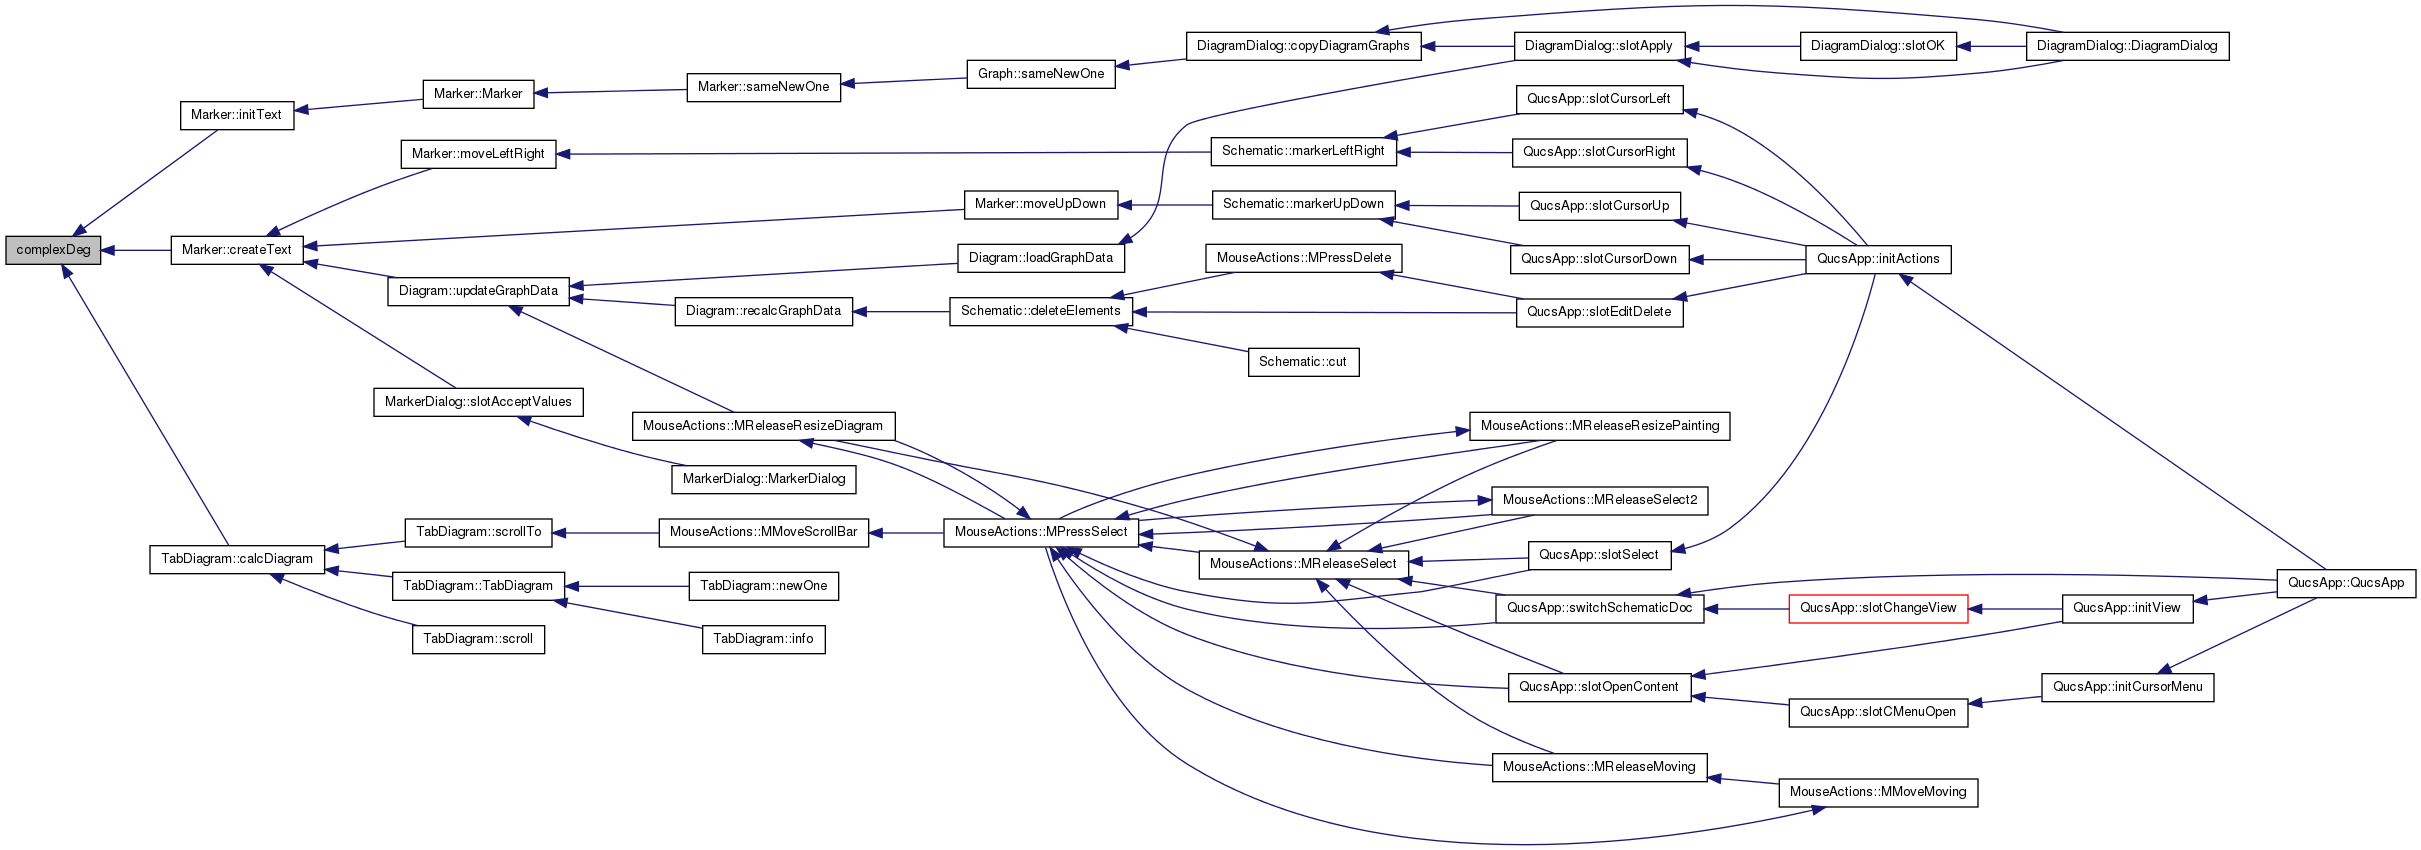 complexDeg
Marker::initText
Marker::createText
TabDiagram::calcDiagram
Marker::Marker
Marker::moveLeftRight
Diagram::updateGraphData
MarkerDialog::slotAcceptValues
TabDiagram::scrollTo
TabDiagram::TabDiagram
TabDiagram::scroll
Marker::sameNewOne
Diagram::recalcGraphData
MouseActions::MReleaseResizeDiagram
MarkerDialog::MarkerDialog
MouseActions::MMoveScrollBar
TabDiagram::newOne
TabDiagram::info
Graph::sameNewOne
Marker::moveUpDown
Diagram::loadGraphData
Schematic::deleteElements
MouseActions::MPressSelect
DiagramDialog::copyDiagramGraphs
Schematic::markerLeftRight
Schematic::markerUpDown
MouseActions::MPressDelete
Schematic::cut
MouseActions::MReleaseSelect
DiagramDialog::slotApply
QucsApp::slotCursorLeft
QucsApp::slotCursorRight
QucsApp::slotCursorUp
QucsApp::slotCursorDown
QucsApp::slotEditDelete
MouseActions::MReleaseResizePainting
MouseActions::MReleaseSelect2
QucsApp::slotSelect
QucsApp::switchSchematicDoc
QucsApp::slotOpenContent
MouseActions::MReleaseMoving
DiagramDialog::slotOK
QucsApp::initActions
QucsApp::slotChangeView
QucsApp::slotCMenuOpen
MouseActions::MMoveMoving
DiagramDialog::DiagramDialog
QucsApp::initView
QucsApp::initCursorMenu
QucsApp::QucsApp